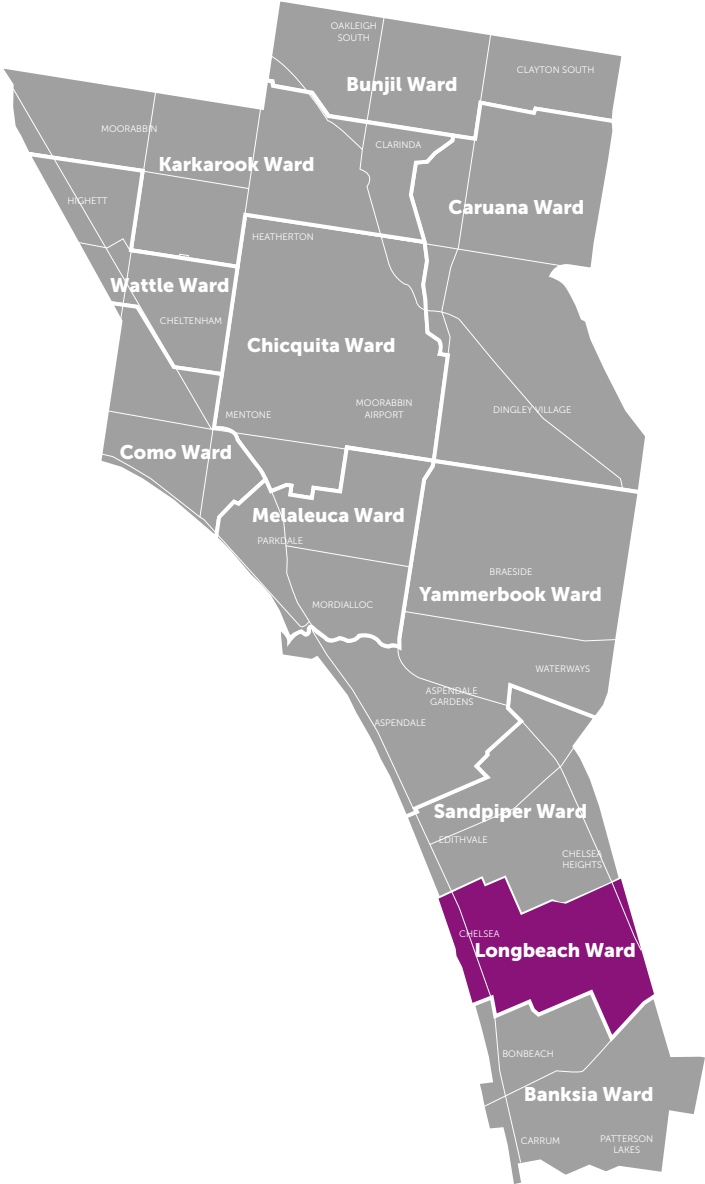 OAKLEIGH
SOUTH
CLAYTON SOUTH
Bunjil Ward
MOORABBIN
CLARINDA
Karkarook Ward
HIGHETT
Caruana Ward
HEATHERTON
Wattle Ward
CHELTENHAM
Chicquita Ward
MOORABBIN
AIRPORT
DINGLEY VILLAGE
MENTONE
Como Ward
Melaleuca Ward
PARKDALE
BRAESIDE
Yammerbook Ward
MORDIALLOC
WATERWAYS
ASPENDALE
GARDENS
ASPENDALE
Sandpiper Ward
EDITHVALE
CHELSEA
HEIGHTS
CHELSEA
Longbeach Ward
BONBEACH
Banksia Ward
CARRUM
PATTERSON
LAKES